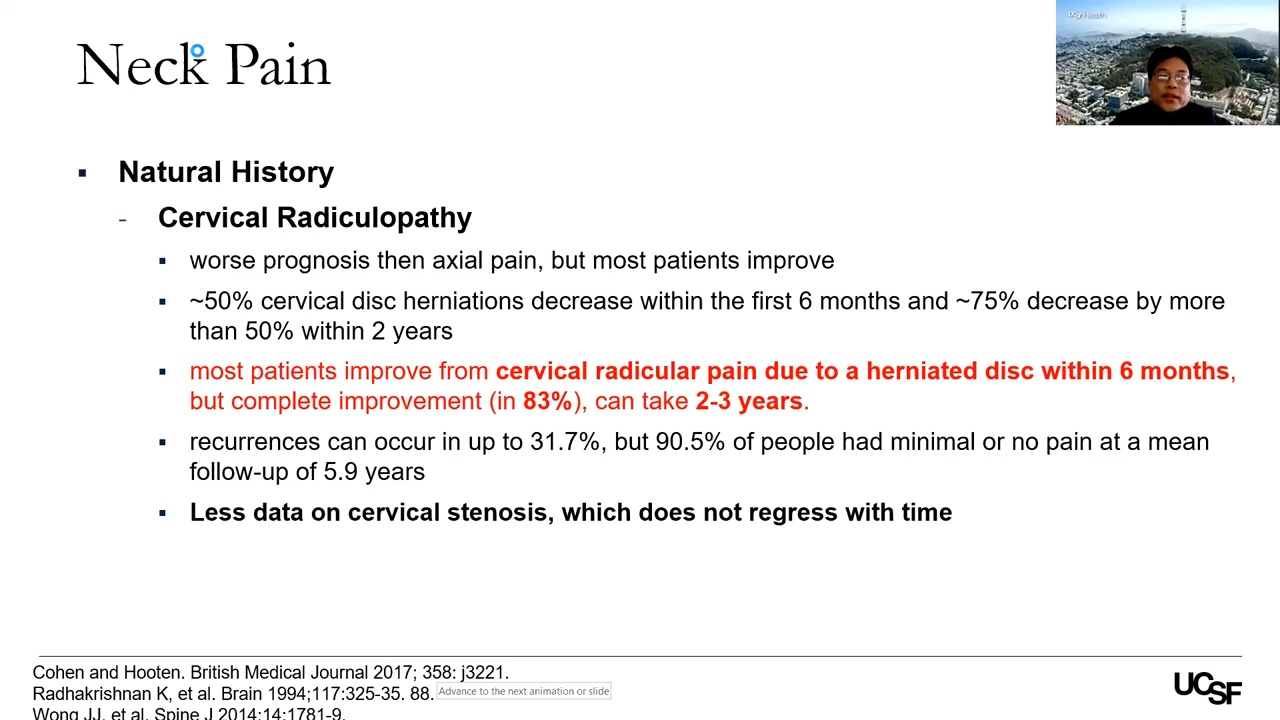 Neck Pain
UCSF Health
▪ Natural History
- Cervical Radiculopathy
▪ worse prognosis then axial pain, but most patients improve
▪ ~50% cervical disc herniations decrease within the first 6 months and ~75% decrease by more
than 50% within 2 years
▪ most patients improve from cervical radicular pain due to a herniated disc within 6 months,
but complete improvement (in 83%), can take 2-3 years.
▪ recurrences can occur in up to 31.7%, but 90.5% of people had minimal or no pain at a mean
follow-up of 5.9 years
▪ Less data on cervical stenosis, which does not regress with time
Cohen and Hooten. British Medical Journal 2017; 358: j3221.
Radhakrishnan K, et al. Brain 1994;117:325-35. 88.
Advance to the next animation or slide
Wong JJ, et al. Spine J 2014;14:1781-9.
UCSF